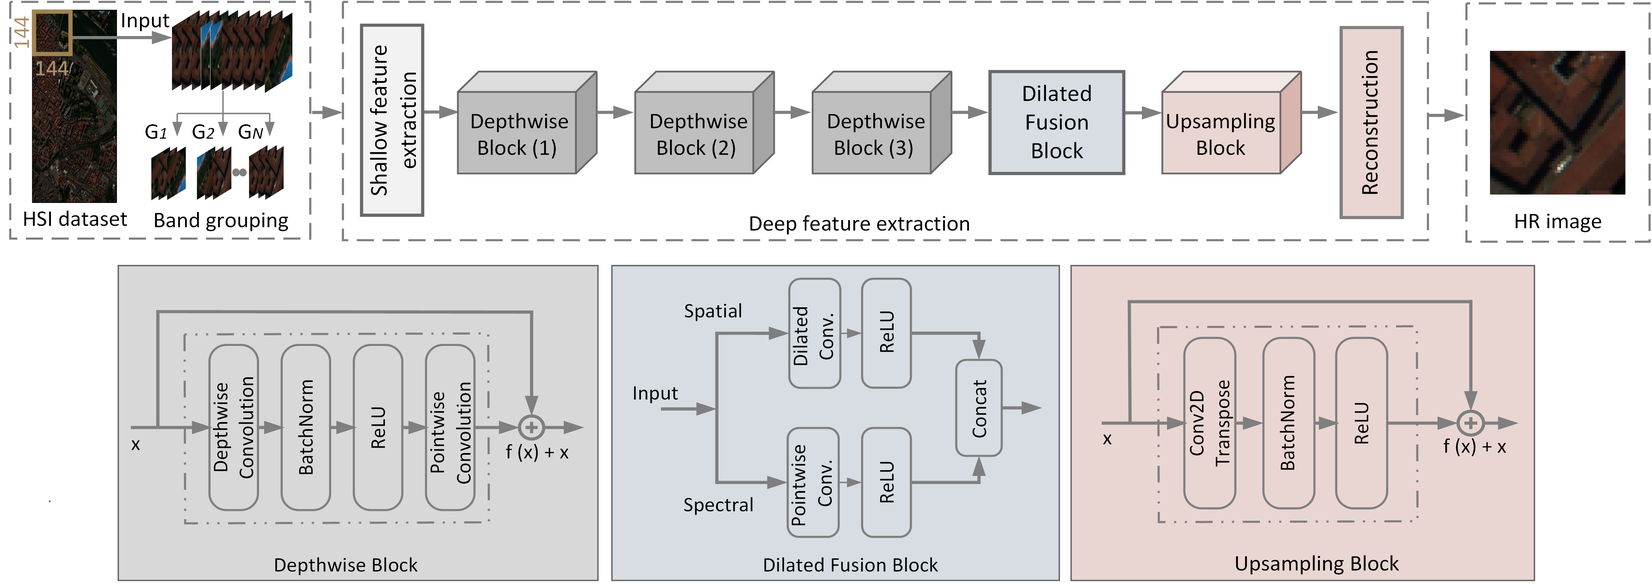 144
Input
144
G1 G2 GN
HSI dataset
Band grouping
Shallow feature
extraction
Depthwise
Block (1)
Depthwise
Block (2)
Depthwise
Block (3)
Dilated
Fusion
Block
Upsampling
Block
Reconstruction
Deep feature extraction
HR image
x
Depthwise
Convolution
BatchNorm
ReLU
Pointwise
Convolution
+
f (x) + x
Depthwise Block
Input
Spatial
Dilated
Conv.
ReLU
Spectral
Pointwise
Conv.
ReLU
Concat
Dilated Fusion Block
x
Conv2D
Transpose
BatchNorm
ReLU
+
f (x) + x
Upsampling Block